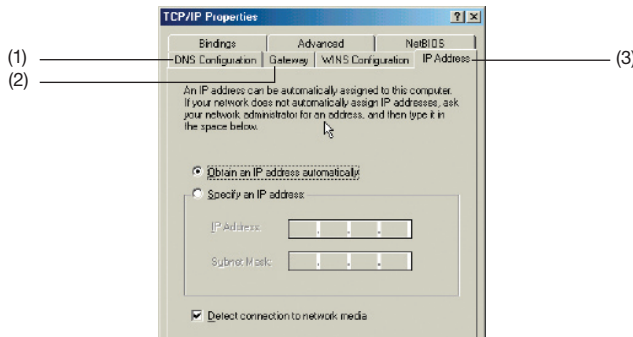 TCP/IP Properties
Bindings Advanced NetBIOS
(1) DNS Configuration Gateway WINS Configuration IP Address (3)
(2)
An IP address can be automatically assigned to this computer.
If your network does not automatically assign IP addresses, ask
your network administrator for an address, and then type it in
the space below.
Obtain an IP address automatically
Specify an IP address:
IP Address:
Subnet Mask:
Detect connection to network media